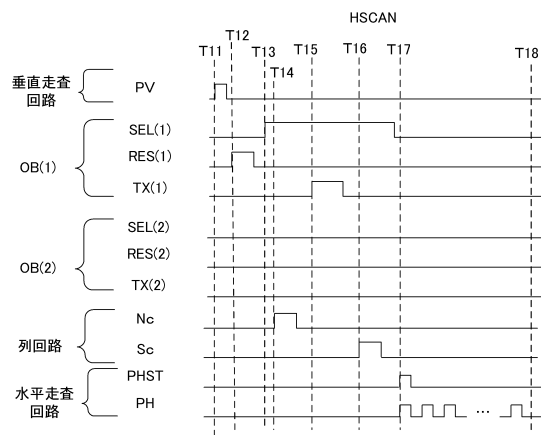 HSCAN
T11
T12
T13
T14
T15
T16
T17
T18
垂直走査
回路
PV
OB(1)
SEL(1)
RES(1)
TX(1)
OB(2)
SEL(2)
RES(2)
TX(2)
列回路
Nc
Sc
水平走査
回路
PHST
PH
...